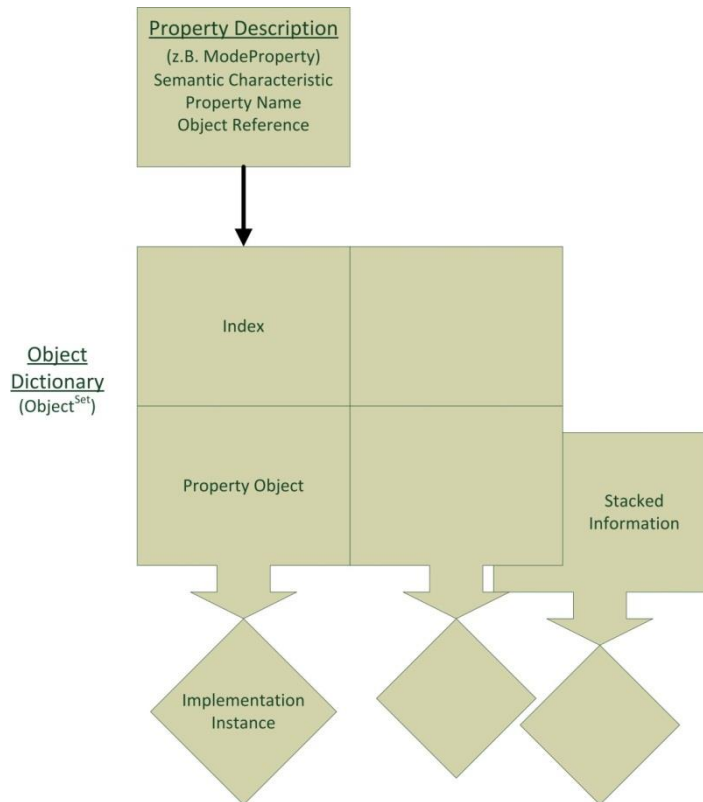 Property Description
(z.B. ModeProperty)
Semantic Characteristic
Property Name
Object Reference
Index
Object
Dictionary
(Object^Set)
Property Object
Stacked
Information
Implementation
Instance